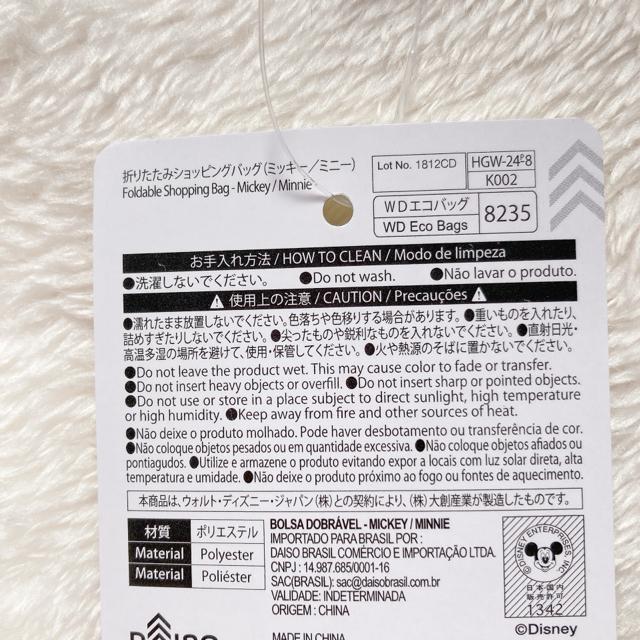 折りたたみショッピングバッグ(ミッキー/ミニー)
Foldable Shopping Bag - Mickey / Minnie
Lot No. 1812CD
HGW-24-8
K002
WDエコバッグ
WD Eco Bags
8235
お手入れ方法 / HOW TO CLEAN / Modo de limpeza
●洗濯しないでください。 ●Do not wash. ●Não lavar o produto.
⚠ 使用上の注意 / CAUTION / Precauções ⚠
●濡れたまま放置しないでください。色落ちや色移りする場合があります。●重いものを入れたり、
詰めすぎたりしないでください。●尖ったものや鋭利なものを入れないでください。●直射日光・
高温多湿の場所を避けて、使用・保管してください。●火や熱源のそばに置かないでください。
●Do not leave the product wet. This may cause color to fade or transfer.
●Do not insert heavy objects or overfill. ●Do not insert sharp or pointed objects.
●Do not use or store in a place subject to direct sunlight, high temperature
or high humidity. ●Keep away from fire and other sources of heat.
●Não deixe o produto molhado. Pode haver desbotamento ou transferência de cor.
●Não coloque objetos pesados ou em quantidade excessiva. ●Não coloque objetos afiados ou
pontiagudos. ●Utilize e armazene o produto evitando expor a locais com luz solar direta, alta
temperatura e umidade. ●Não deixe o produto próximo ao fogo ou fontes de aquecimento.
本商品は、ウォルト・ディズニー・ジャパン(株)との契約により、(株)大創産業が製造したものです。
材質 ポリエステル
Material Polyester
Material Poliéster
BOLSA DOBRÁVEL - MICKEY / MINNIE
IMPORTADO PARA BRASIL POR :
DAISO BRASIL COMÉRCIO E IMPORTAÇÃO LTDA.
CNPJ : 14.987.685/0001-16
SAC(BRASIL): sac@daisobrasil.com.br
VALIDADE: INDETERMINADA
ORIGEM : CHINA
©DISNEY ENTERPRISES INC.
日本国内
販売許可
1342
©Disney
DAISO
MADE IN CHINA